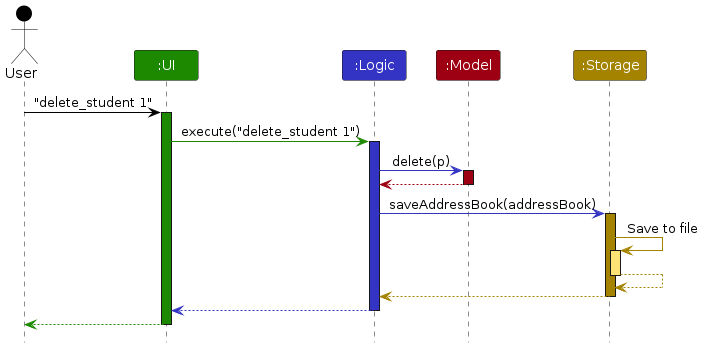 User
:UI
:Logic
:Model
:Storage
"delete_student 1"
execute("delete_student 1")
delete(p)
saveAddressBook(addressBook)
Save to file